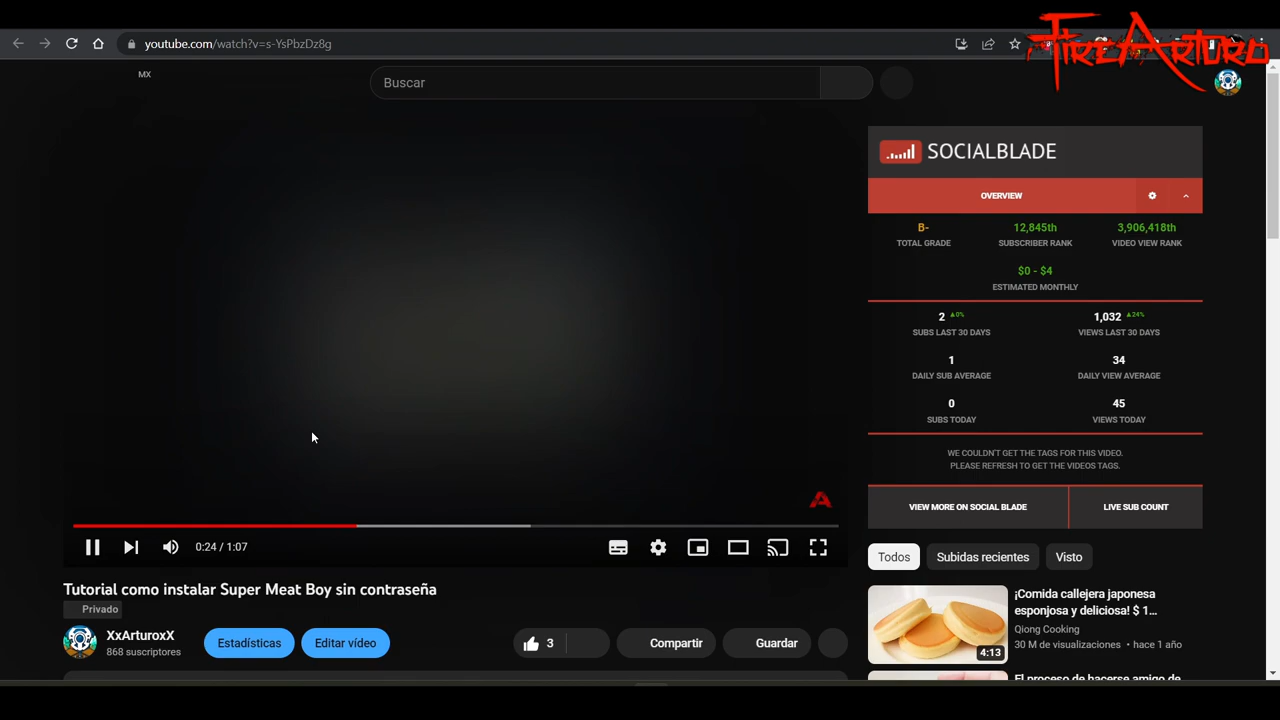 youtube.com/watch?v=s-YsPbzDz8g
FireArturo
MX
Buscar
SOCIALBLADE
OVERVIEW
B-
12,845th
3,906,418th
TOTAL GRADE
SUBSCRIBER RANK
VIDEO VIEW RANK
$0 - $4
ESTIMATED MONTHLY
2 ▲0%
1,032 ▲24%
SUBS LAST 30 DAYS
VIEWS LAST 30 DAYS
1
34
DAILY SUB AVERAGE
DAILY VIEW AVERAGE
0
45
SUBS TODAY
VIEWS TODAY
WE COULDN'T GET THE TAGS FOR THIS VIDEO.
PLEASE REFRESH TO GET THE VIDEOS TAGS.
VIEW MORE ON SOCIAL BLADE
LIVE SUB COUNT
0:24 / 1:07
Todos
Subidas recientes
Visto
Tutorial como instalar Super Meat Boy sin contraseña
Privado
XxArturoxX
868 suscriptores
Estadísticas
Editar vídeo
3
Compartir
Guardar
¡Comida callejera japonesa
esponjosa y deliciosa! $ 1...
Qiong Cooking
30 M de visualizaciones • hace 1 año
4:13
El proceso de hacerse amigo de